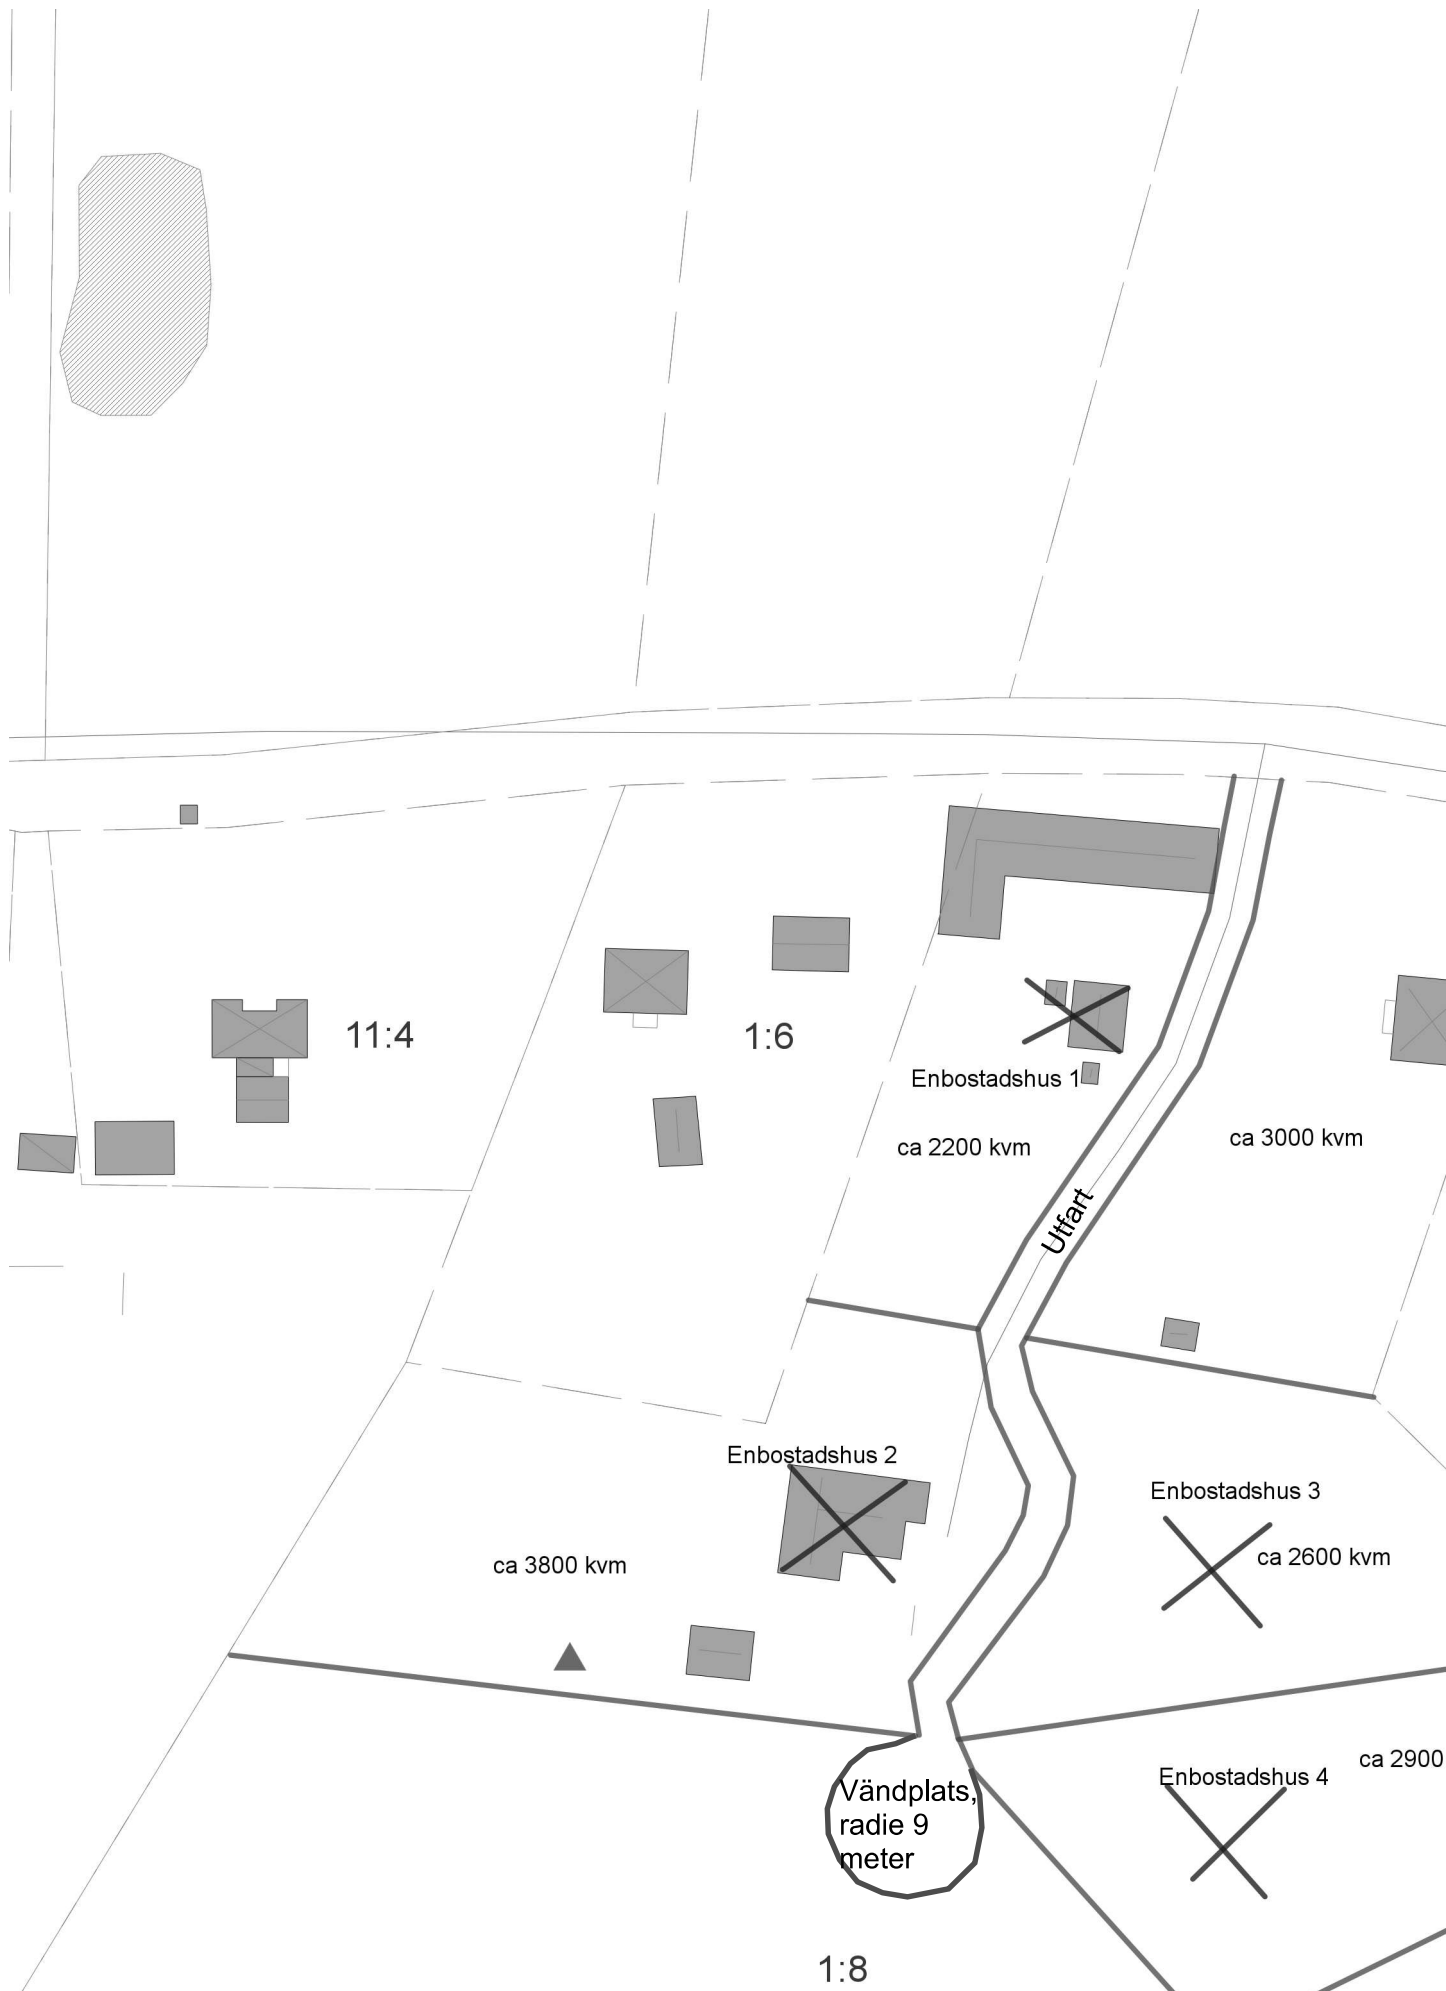 11:4
1:6
Enbostadshus 1
ca 2200 kvm
ca 3000 kvm
Utfart
Enbostadshus 2
Enbostadshus 3
ca 3800 kvm
ca 2600 kvm
Enbostadshus 4
ca 2900
Vändplats,
radie 9
meter
1:8